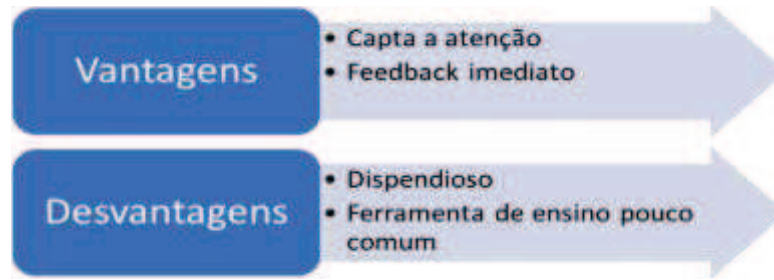 Vantagens
• Capta a atenção
• Feedback imediato
Desvantagens
• Dispendioso
• Ferramenta de ensino pouco
comum